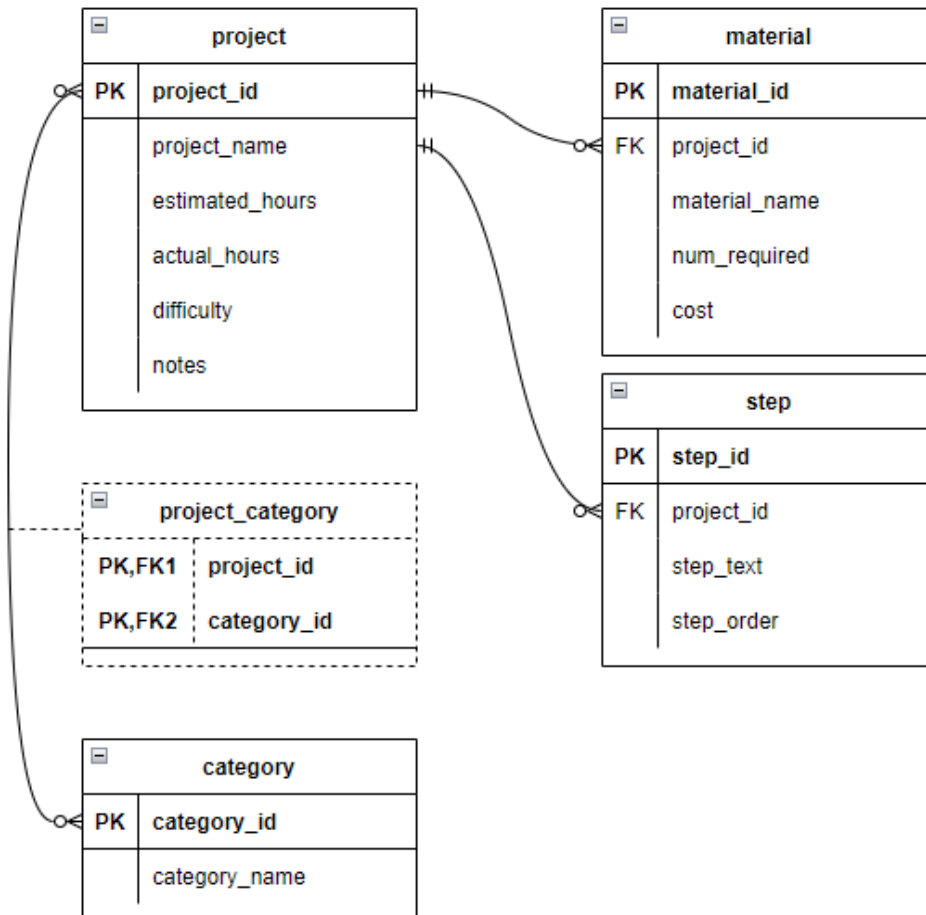 project
PK project_id
project_name
estimated_hours
actual_hours
difficulty
notes
material
PK material_id
FK project_id
material_name
num_required
cost
step
PK step_id
FK project_id
step_text
step_order
project_category
PK,FK1 project_id
PK,FK2 category_id
category
PK category_id
category_name